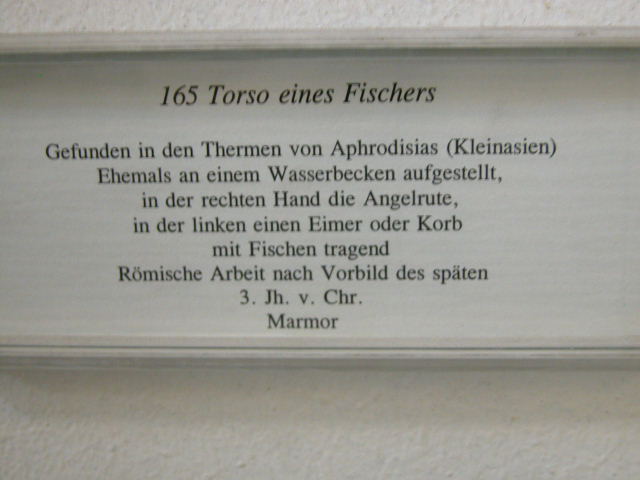 165 Torso eines Fischers
Gefunden in den Thermen von Aphrodisias (Kleinasien)
Ehemals an einem Wasserbecken aufgestellt,
in der rechten Hand die Angelrute,
in der linken einen Eimer oder Korb
mit Fischen tragend
Römische Arbeit nach Vorbild des späten
3. Jh. v. Chr.
Marmor